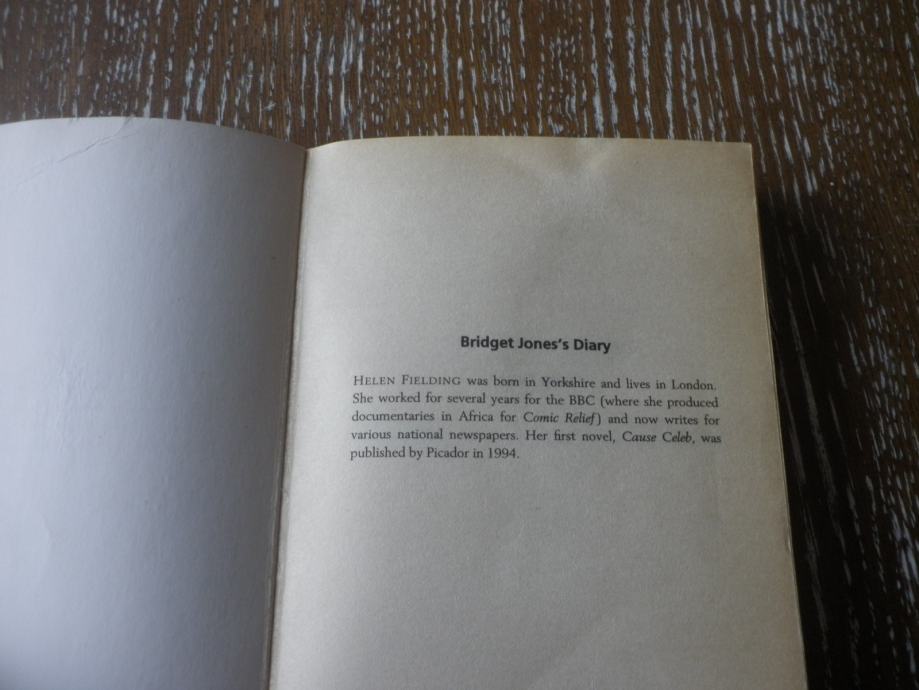 Bridget Jones's Diary
HELEN FIELDING was born in Yorkshire and lives in London.
She worked for several years for the BBC (where she produced
documentaries in Africa for Comic Relief) and now writes for
various national newspapers. Her first novel, Cause Celeb, was
published by Picador in 1994.